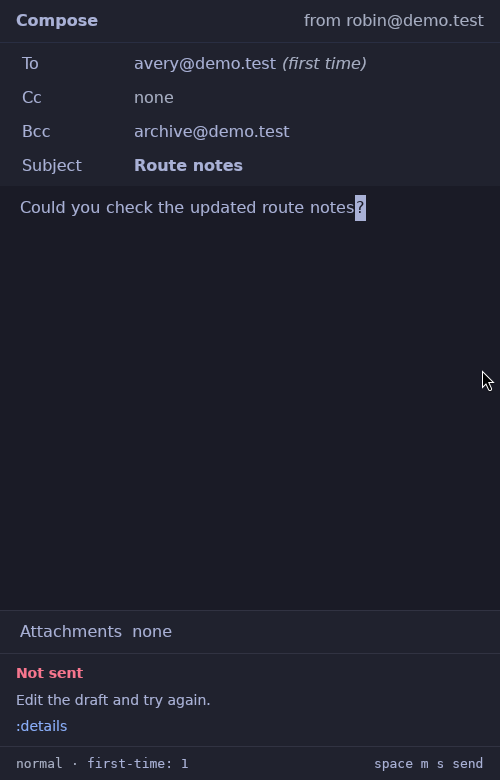 Compose from robin@demo.test
To avery@demo.test (first time)
Cc none
Bcc archive@demo.test
Subject Route notes
Could you check the updated route notes?
Attachments none
Not sent
Edit the draft and try again.
:details
normal · first-time: 1 space m s send